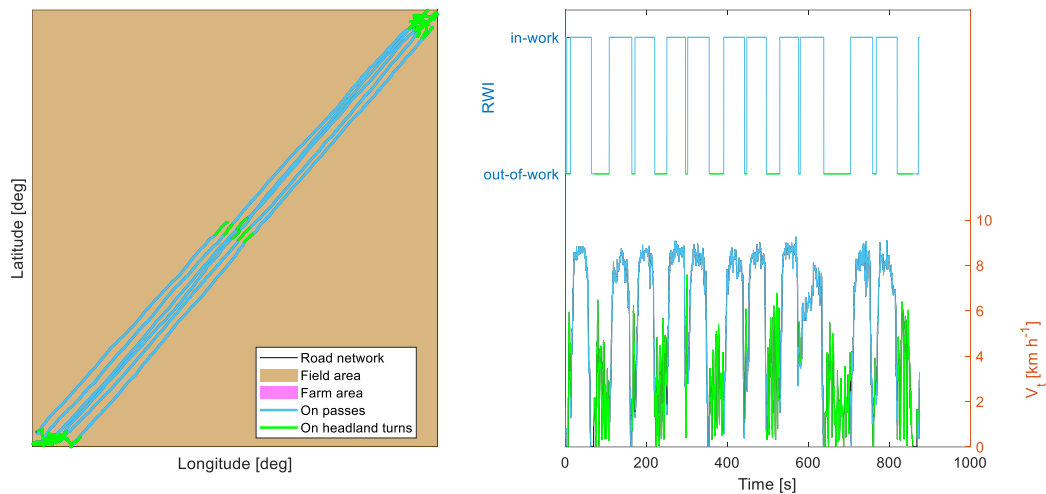 Latitude [deg]
Longitude [deg]
Road network
Field area
Farm area
On passes
On headland turns
RWI
in-work
out-of-work
10
8
6
4
2
0
V_t [km h^-1]
0 200 400 600 800 1000
Time [s]